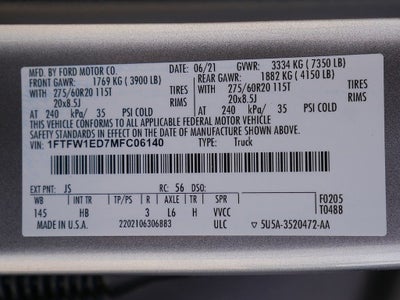 MFD. BY FORD MOTOR CO. DATE: 06/21 GVWR: 3334 KG (7350 LB)
FRONT GAWR: 1769 KG (3900 LB) REAR GAWR: 1882 KG (4150 LB)
WITH 275/60R20 115T TIRES WITH 275/60R20 115T TIRES
20x8.5J RIMS 20x8.5J RIMS
AT 240 kPa/ 35 PSI COLD AT 240 kPa/ 35 PSI COLD
THIS VEHICLE CONFORMS TO ALL APPLICABLE FEDERAL MOTOR VEHICLE SAFETY STANDARDS IN EFFECT ON THE DATE OF MANUFACTURE SHOWN ABOVE.
VIN: 1FTFW1ED7MFC06140 TYPE: Truck
EXT PNT: JS RC: 56 DSO: F0205
WB INT TR TP/PS R AXLE TR SPR T0488
145 HB 3 L6 H VVCC
MADE IN U.S.A. 2202106306883 ULC 5U5A-3520472-AA